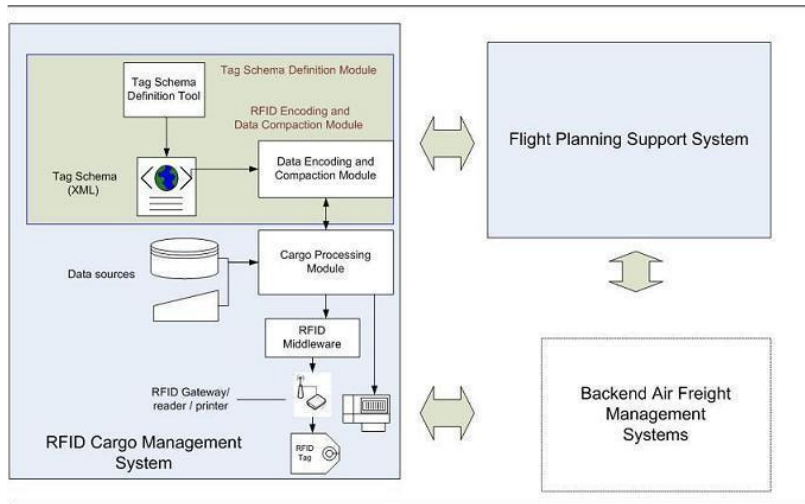 Tag Schema Definition Module
Tag Schema
Definition Tool
RFID Encoding and
Data Compaction Module
Tag Schema
(XML)
Data Encoding and
Compaction Module
Data sources
Cargo Processing
Module
RFID
Middleware
RFID Gateway/
reader / printer
RFID
Tag
RFID Cargo Management
System
Flight Planning Support System
Backend Air Freight
Management
Systems